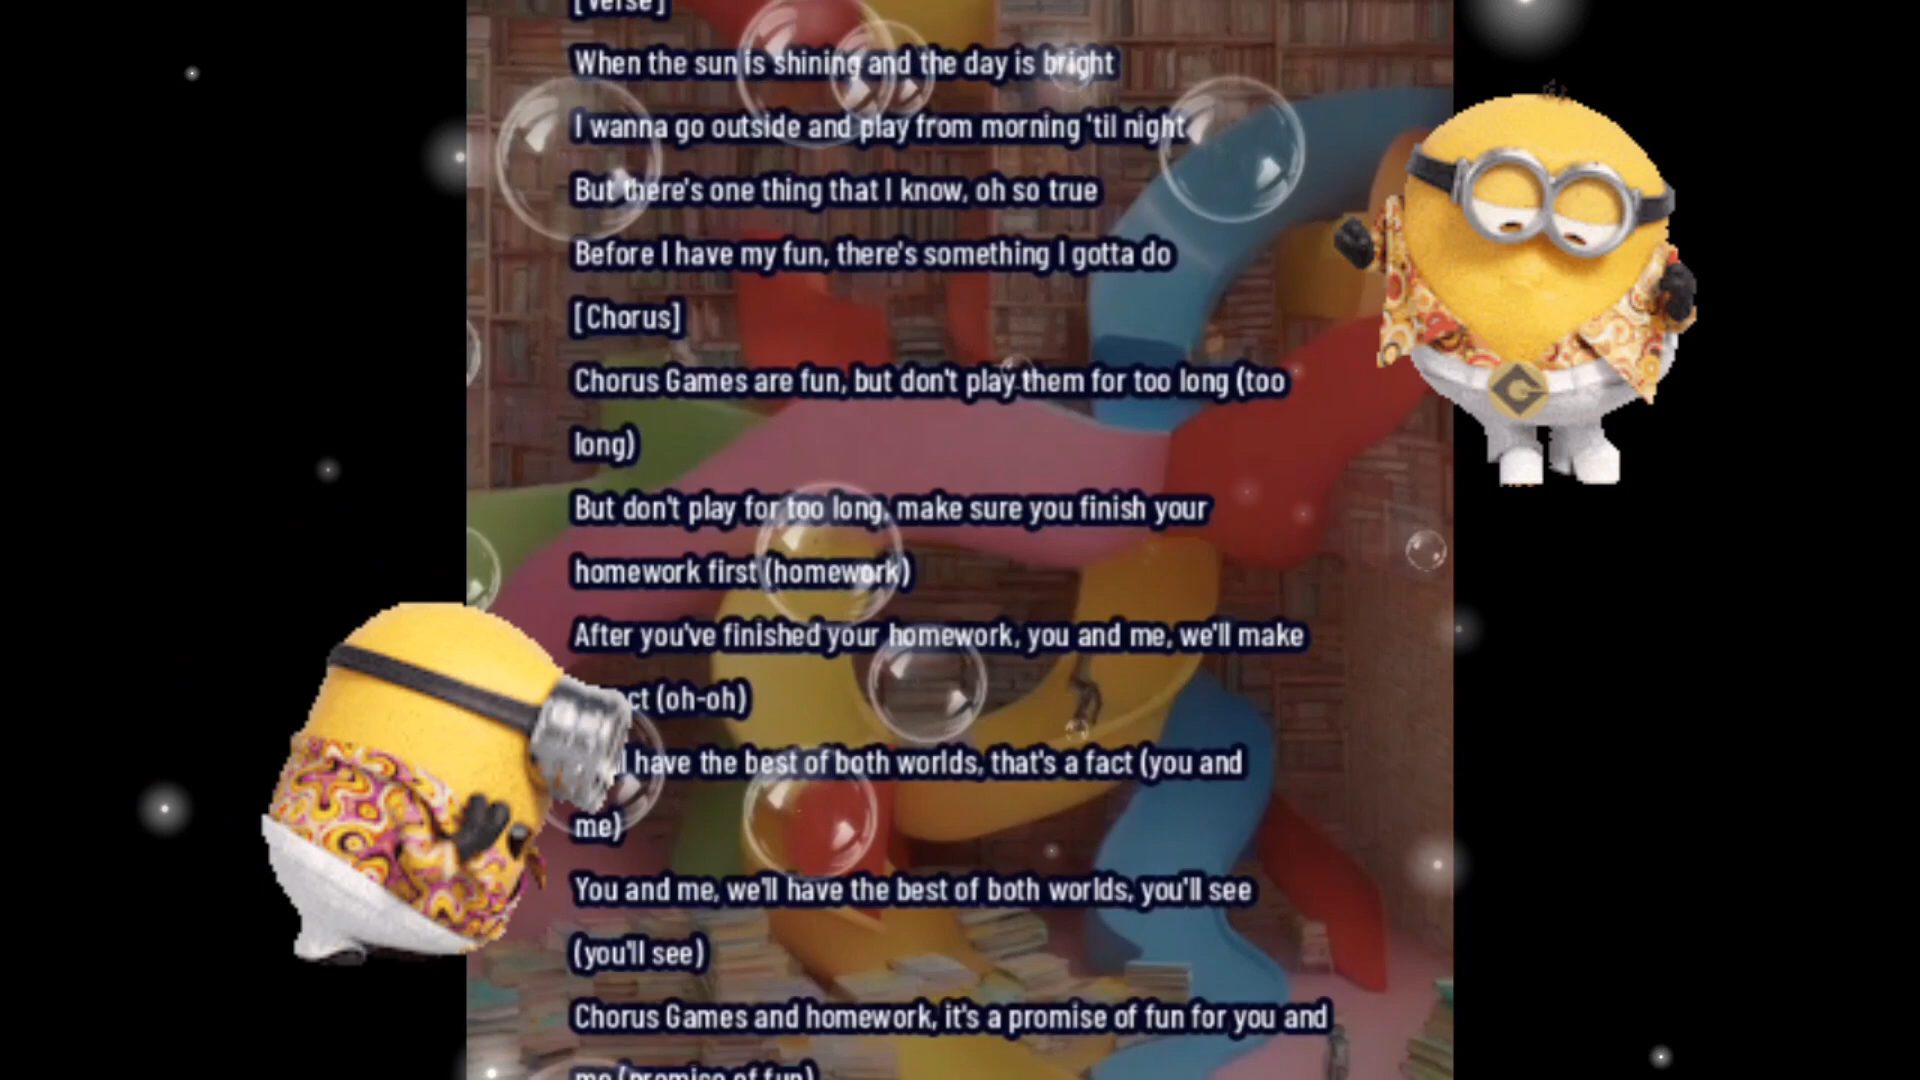 [Verse]
When the sun is shining and the day is bright
I wanna go outside and play from morning 'til night
But there's one thing that I know, oh so true
Before I have my fun, there's something I gotta do
[Chorus]
Chorus Games are fun, but don't play them for too long (too
long)
But don't play for too long, make sure you finish your
homework first (homework)
After you've finished your homework, you and me, we'll make
(oh-oh)
have the best of both worlds, that's a fact (you and
me)
You and me, we'll have the best of both worlds, you'll see
(you'll see)
Chorus Games and homework, it's a promise of fun for you and
me (promise of fun)